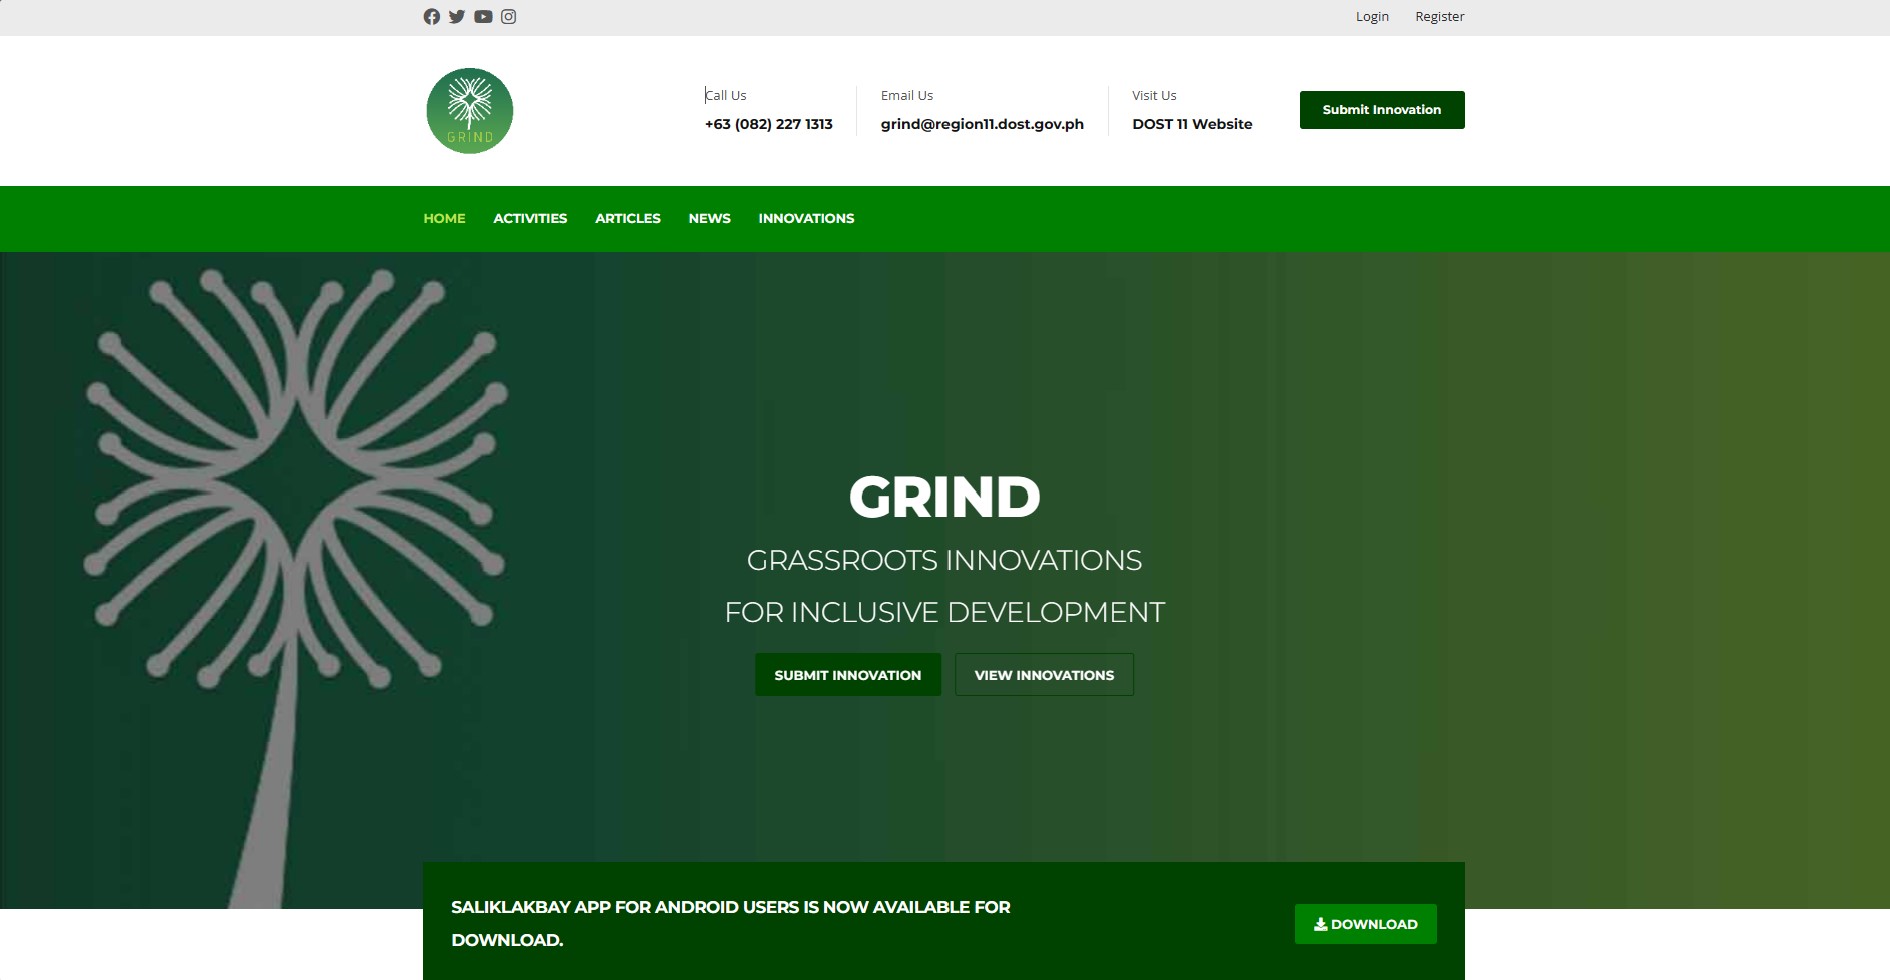 Login Register
GRIND
Call Us
+63 (082) 227 1313
Email Us
grind@region11.dost.gov.ph
Visit Us
DOST 11 Website
Submit Innovation
HOME ACTIVITIES ARTICLES NEWS INNOVATIONS
GRIND
GRASSROOTS INNOVATIONS
FOR INCLUSIVE DEVELOPMENT
SUBMIT INNOVATION VIEW INNOVATIONS
SALIKLAKBAY APP FOR ANDROID USERS IS NOW AVAILABLE FOR
DOWNLOAD.
DOWNLOAD